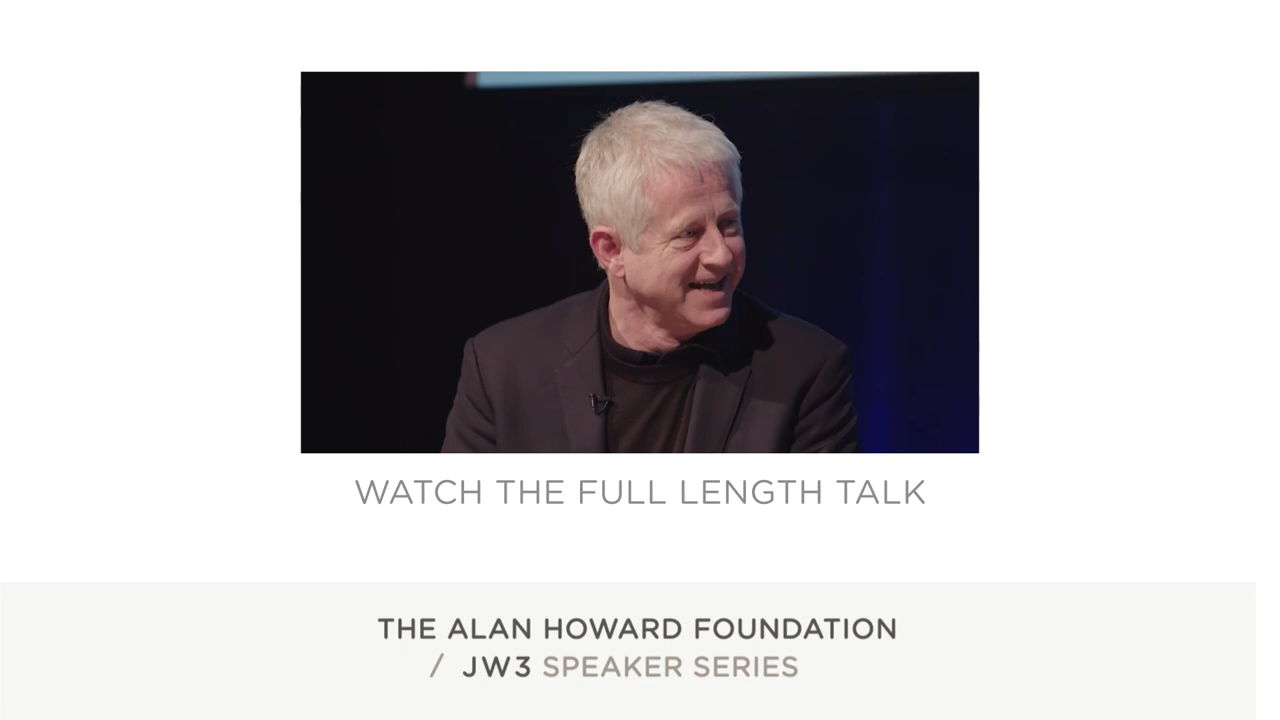 WATCH THE FULL LENGTH TALK
THE ALAN HOWARD FOUNDATION
/ JW3 SPEAKER SERIES